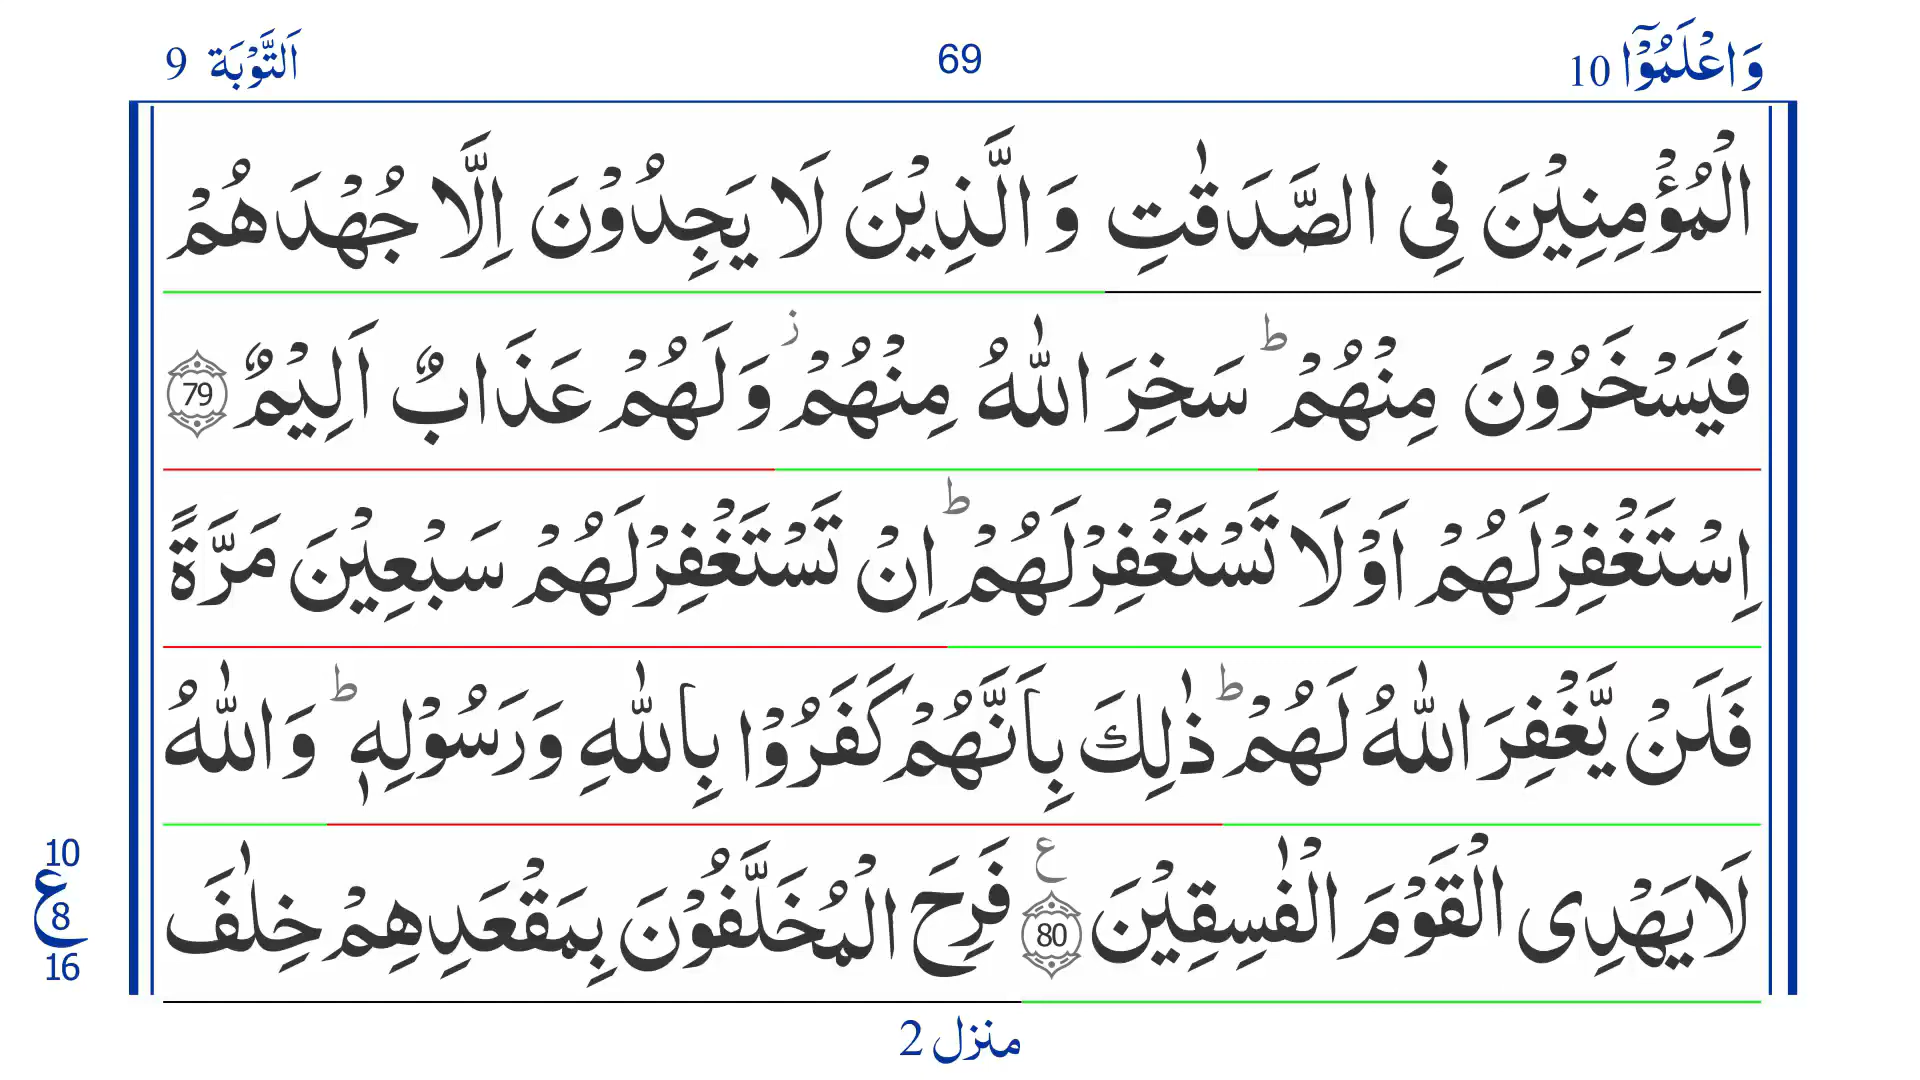 وَاعْلَمُوْۤا 10
69
اَلتَّوْبَة 9
الْمُؤْمِنِيْنَ فِى الصَّدَقٰتِ وَالَّذِيْنَ لَا يَجِدُوْنَ اِلَّا جُهْدَهُمْ
فَيَسْخَرُوْنَ مِنْهُمْ ؕ سَخِرَ اللّٰهُ مِنْهُمْ ز وَلَهُمْ عَذَابٌ اَلِيْمٌ 79
اِسْتَغْفِرْلَهُمْ اَوْلَا تَسْتَغْفِرْلَهُمْ ؕ اِنْ تَسْتَغْفِرْلَهُمْ سَبْعِيْنَ مَرَّةً
فَلَنْ يَّغْفِرَ اللّٰهُ لَهُمْ ؕ ذٰلِكَ بِاَنَّهُمْ كَفَرُوْا بِاللّٰهِ وَرَسُوْلِهٖ ؕ وَاللّٰهُ
لَا يَهْدِى الْقَوْمَ الْفٰسِقِيْنَ 80 ع فَرِحَ الْمُخَلَّفُوْنَ بِمَقْعَدِهِمْ خِلٰفَ
10
ع 8
16
منزل 2